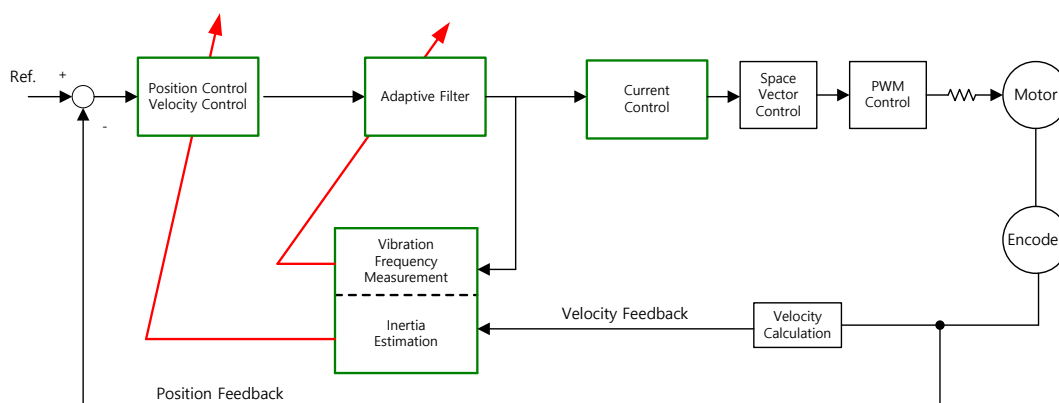 Ref.
+
-
Position Control
Velocity Control
Adaptive Filter
Current
Control
Space
Vector
Control
PWM
Control
Motor
Encode
Vibration
Frequency
Measurement
Inertia
Estimation
Velocity Feedback
Velocity
Calculation
Position Feedback